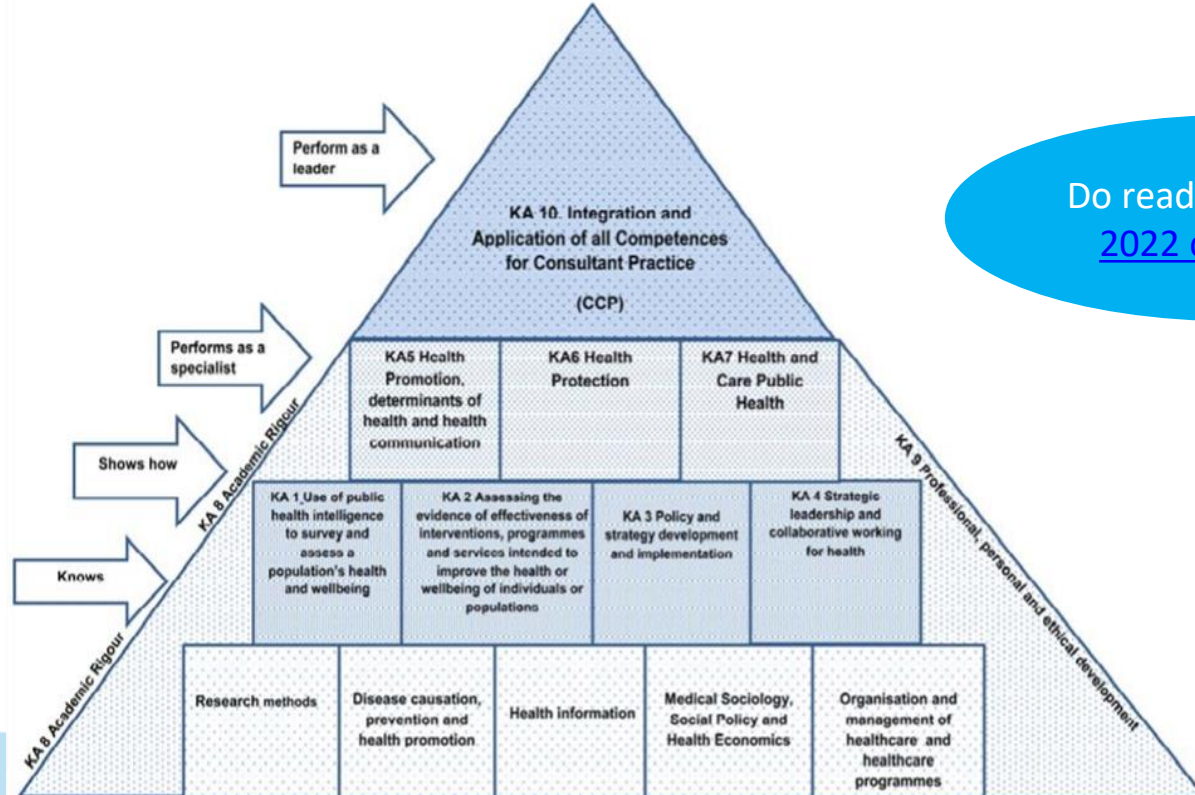 Perform as a
leader
KA 10. Integration and
Application of all Competences
for Consultant Practice
(CCP)
Do read
2022
Performs as a
specialist
KA5 Health
Promotion,
determinants of
health and health
communication
KA6 Health
Protection
KA7 Health and
Care Public
Health
Shows how
KA 8 Academic Rigour
KA 9 Professional, personal and ethical development
KA 1 Use of public
health intelligence
to survey and
assess a
population's health
and wellbeing
KA 2 Assessing the
evidence of effectiveness of
interventions, programmes
and services intended to
improve the health or
wellbeing of individuals or
populations
KA 3 Policy and
strategy development
and implementation
KA 4 Strategic
leadership and
collaborative working
for health
Knows
KA 8 Academic Rigour
Research methods
Disease causation,
prevention and
health promotion
Health information
Medical Sociology,
Social Policy and
Health Economics
Organisation and
management of
healthcare and
healthcare
programmes